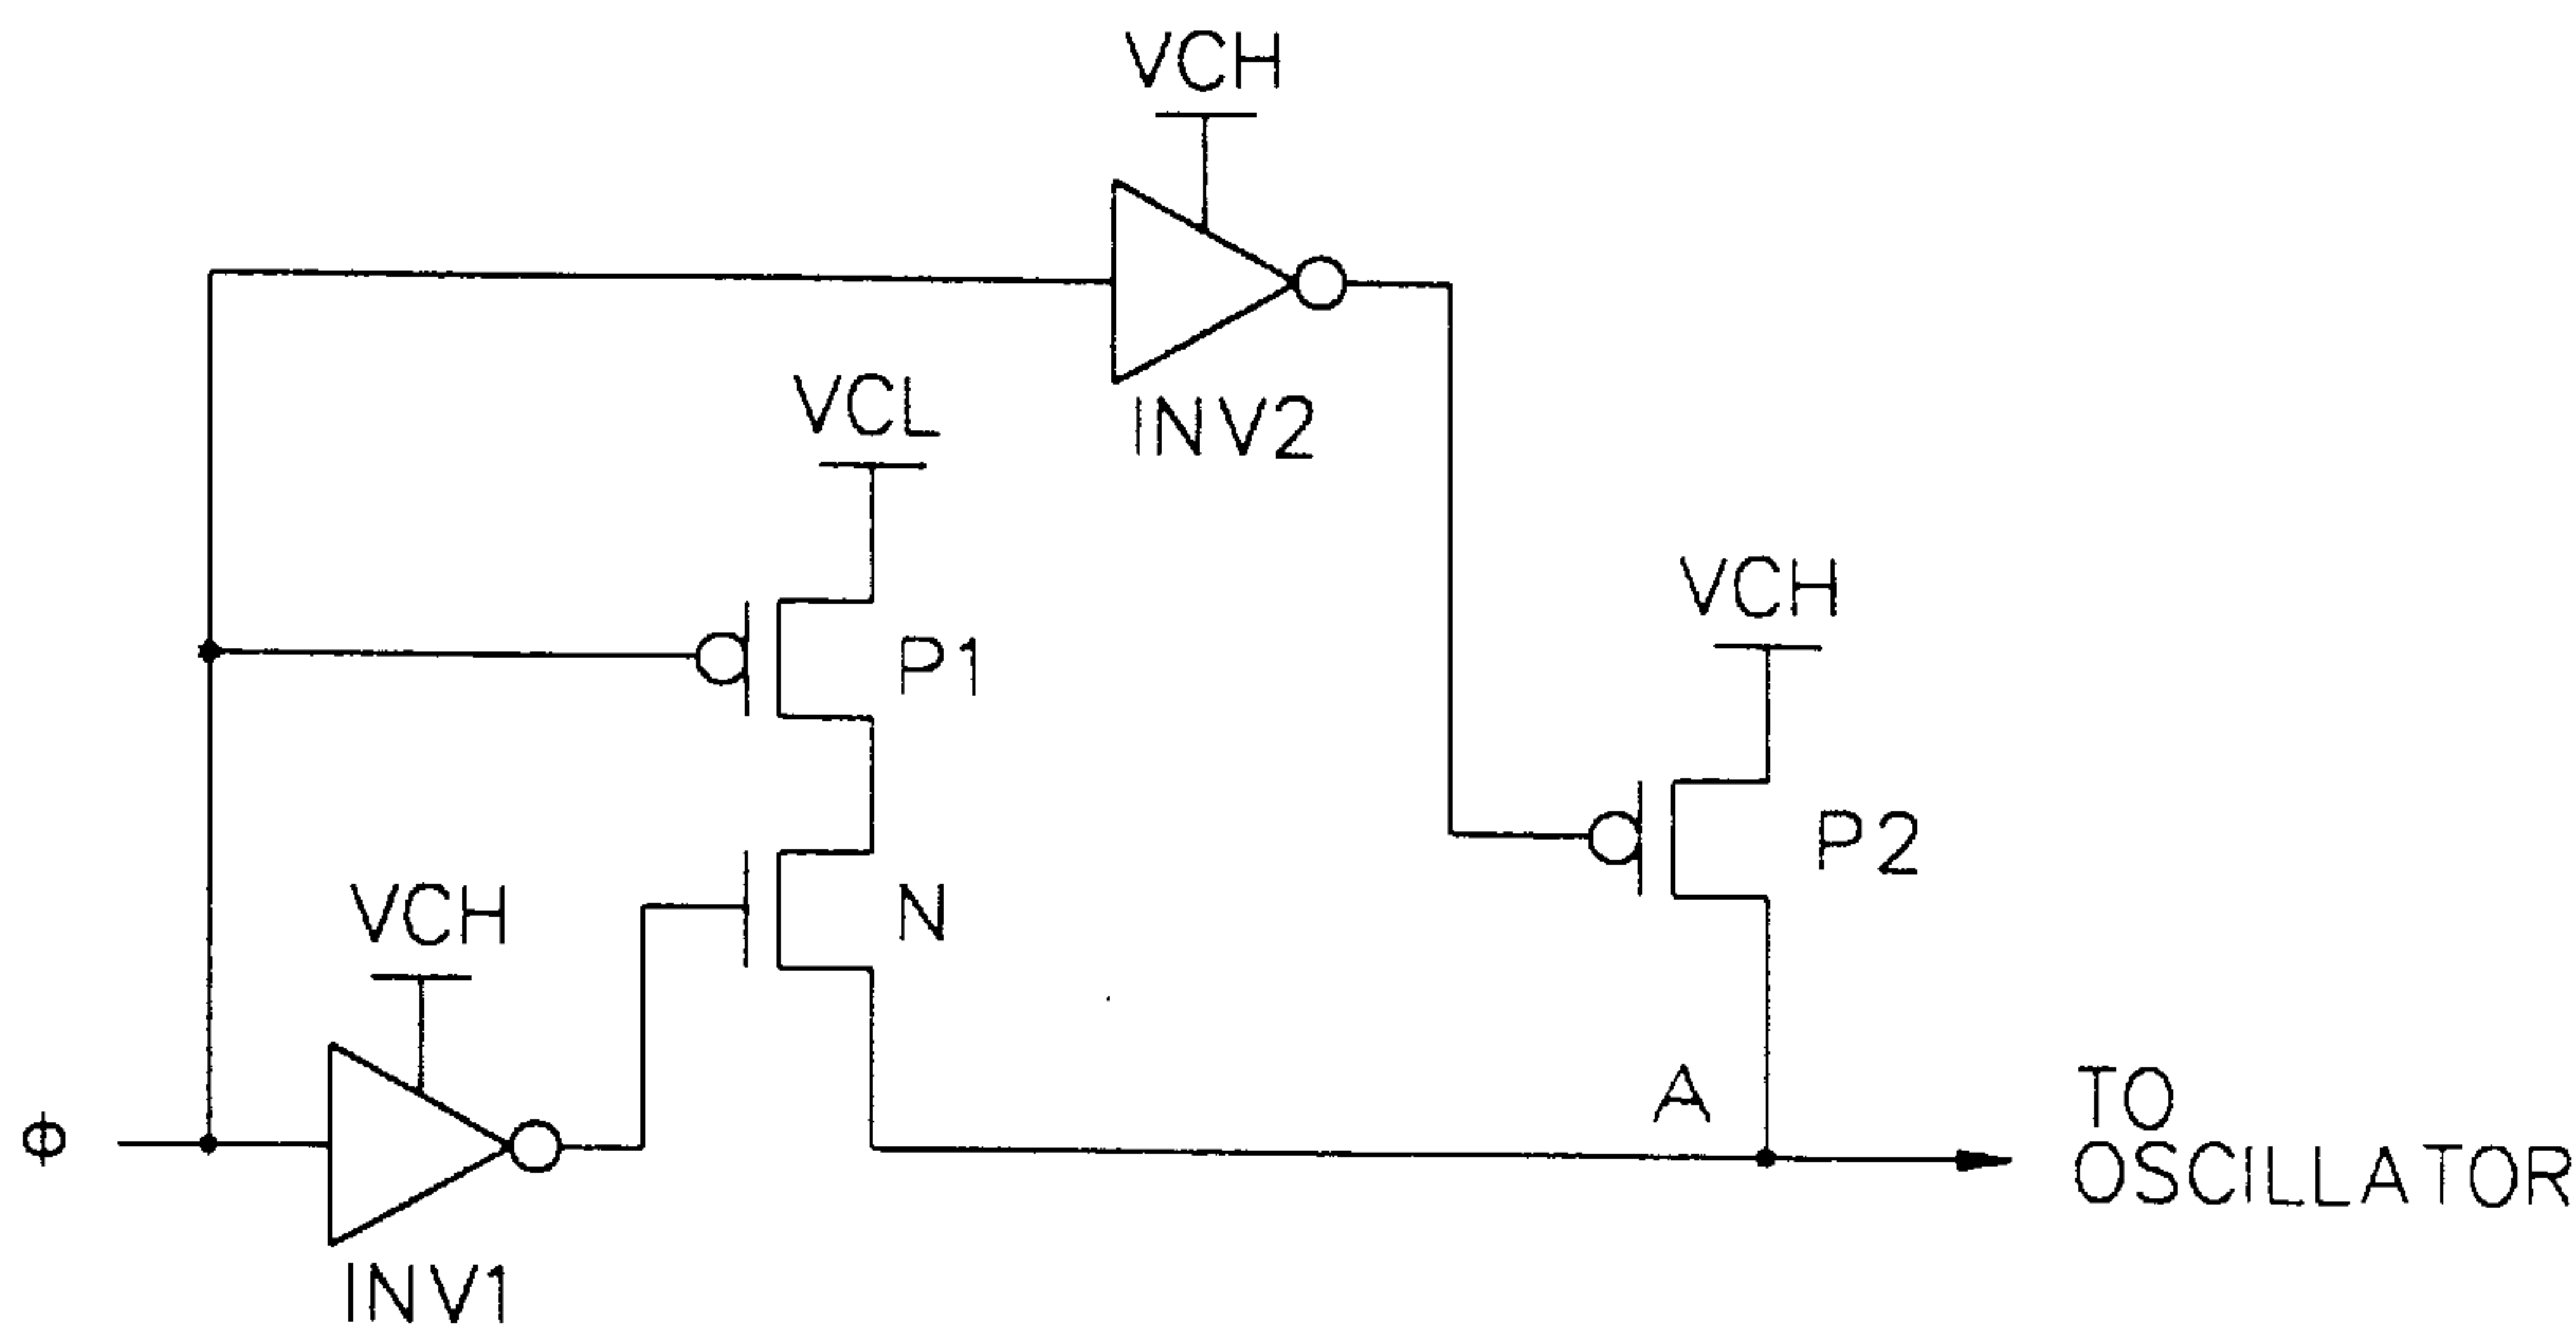 VCH
INV2
VCL
P1
VCH
P2
VCH
N
A
TO
OSCILLATOR
Φ
INV1